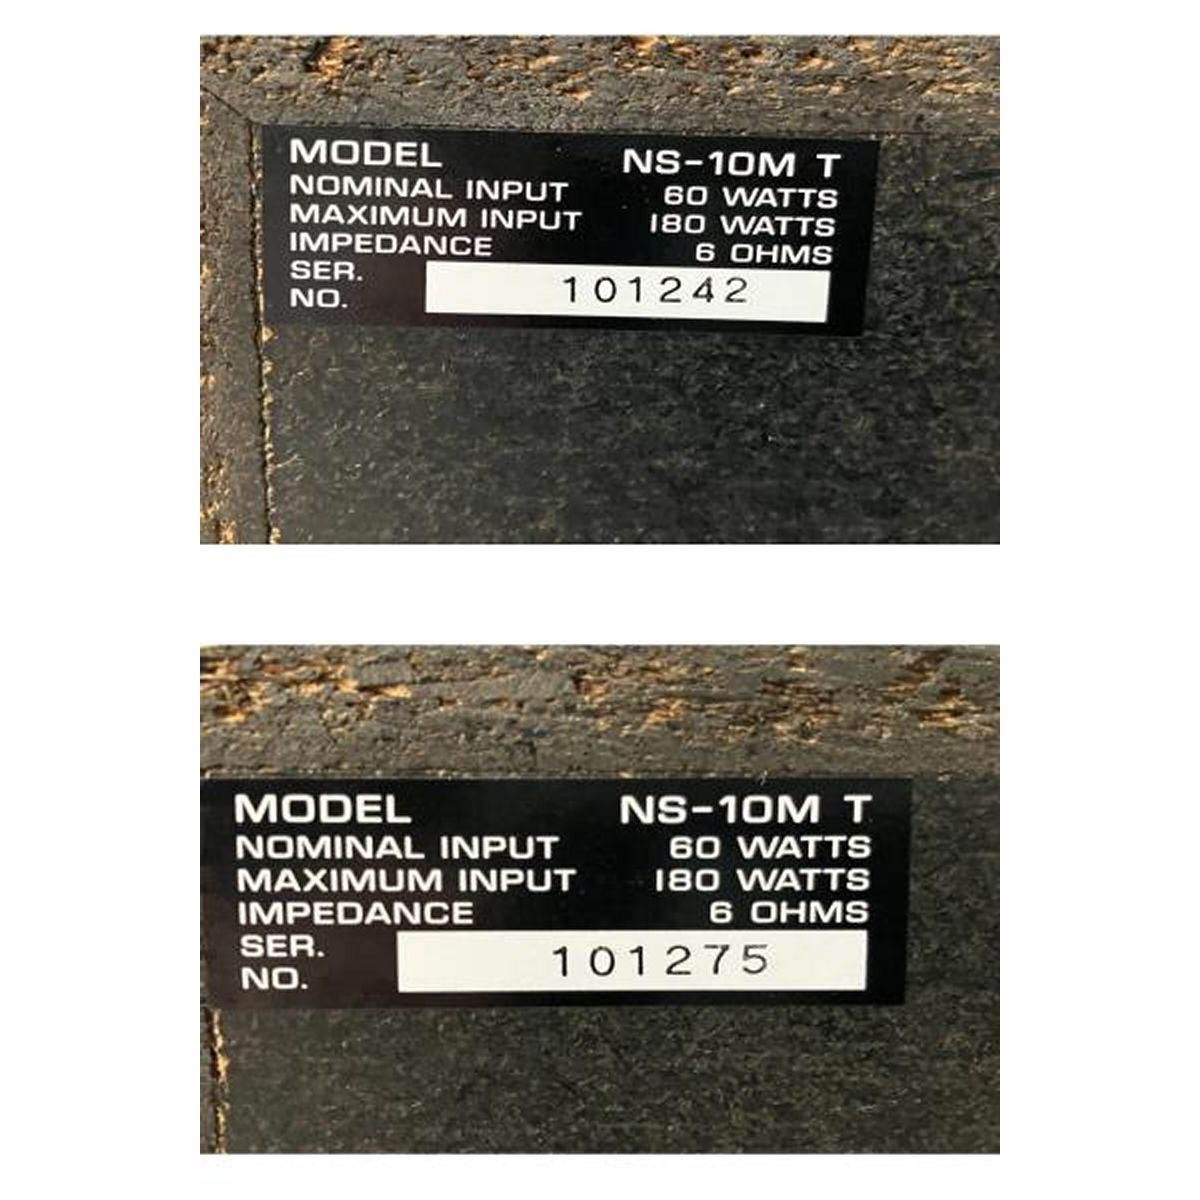 MODEL NS-10M T
NOMINAL INPUT 60 WATTS
MAXIMUM INPUT 180 WATTS
IMPEDANCE 6 OHMS
SER.
NO. 101242
MODEL NS-10M T
NOMINAL INPUT 60 WATTS
MAXIMUM INPUT 180 WATTS
IMPEDANCE 6 OHMS
SER.
NO. 101275